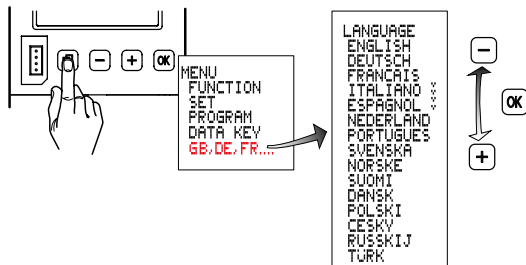 − + OK
MENU
FUNCTION
SET
PROGRAM
DATA KEY
GB,DE,FR....
LANGUAGE
ENGLISH
DEUTSCH
FRANCAIS
ITALIANO
ESPAGNOL
NEDERLAND
PORTUGUES
SVENSKA
NORSKE
SUOMI
DANSK
POLSKI
CESKY
RUSSKIJ
TURK
−
OK
+